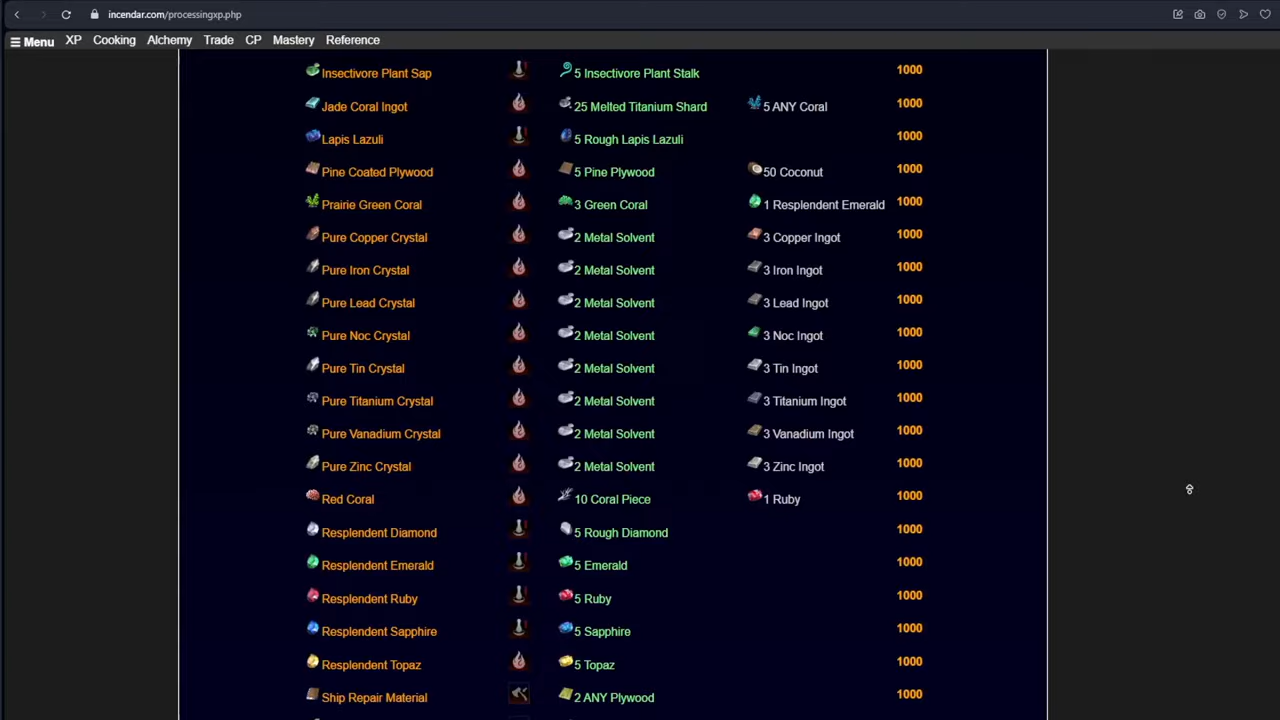 incendar.com/processingxp.php
Menu XP Cooking Alchemy Trade CP Mastery Reference
Insectivore Plant Sap 5 Insectivore Plant Stalk 1000
Jade Coral Ingot 25 Melted Titanium Shard 5 ANY Coral 1000
Lapis Lazuli 5 Rough Lapis Lazuli 1000
Pine Coated Plywood 5 Pine Plywood 50 Coconut 1000
Prairie Green Coral 3 Green Coral 1 Resplendent Emerald 1000
Pure Copper Crystal 2 Metal Solvent 3 Copper Ingot 1000
Pure Iron Crystal 2 Metal Solvent 3 Iron Ingot 1000
Pure Lead Crystal 2 Metal Solvent 3 Lead Ingot 1000
Pure Noc Crystal 2 Metal Solvent 3 Noc Ingot 1000
Pure Tin Crystal 2 Metal Solvent 3 Tin Ingot 1000
Pure Titanium Crystal 2 Metal Solvent 3 Titanium Ingot 1000
Pure Vanadium Crystal 2 Metal Solvent 3 Vanadium Ingot 1000
Pure Zinc Crystal 2 Metal Solvent 3 Zinc Ingot 1000
Red Coral 10 Coral Piece 1 Ruby 1000
Resplendent Diamond 5 Rough Diamond 1000
Resplendent Emerald 5 Emerald 1000
Resplendent Ruby 5 Ruby 1000
Resplendent Sapphire 5 Sapphire 1000
Resplendent Topaz 5 Topaz 1000
Ship Repair Material 2 ANY Plywood 1000